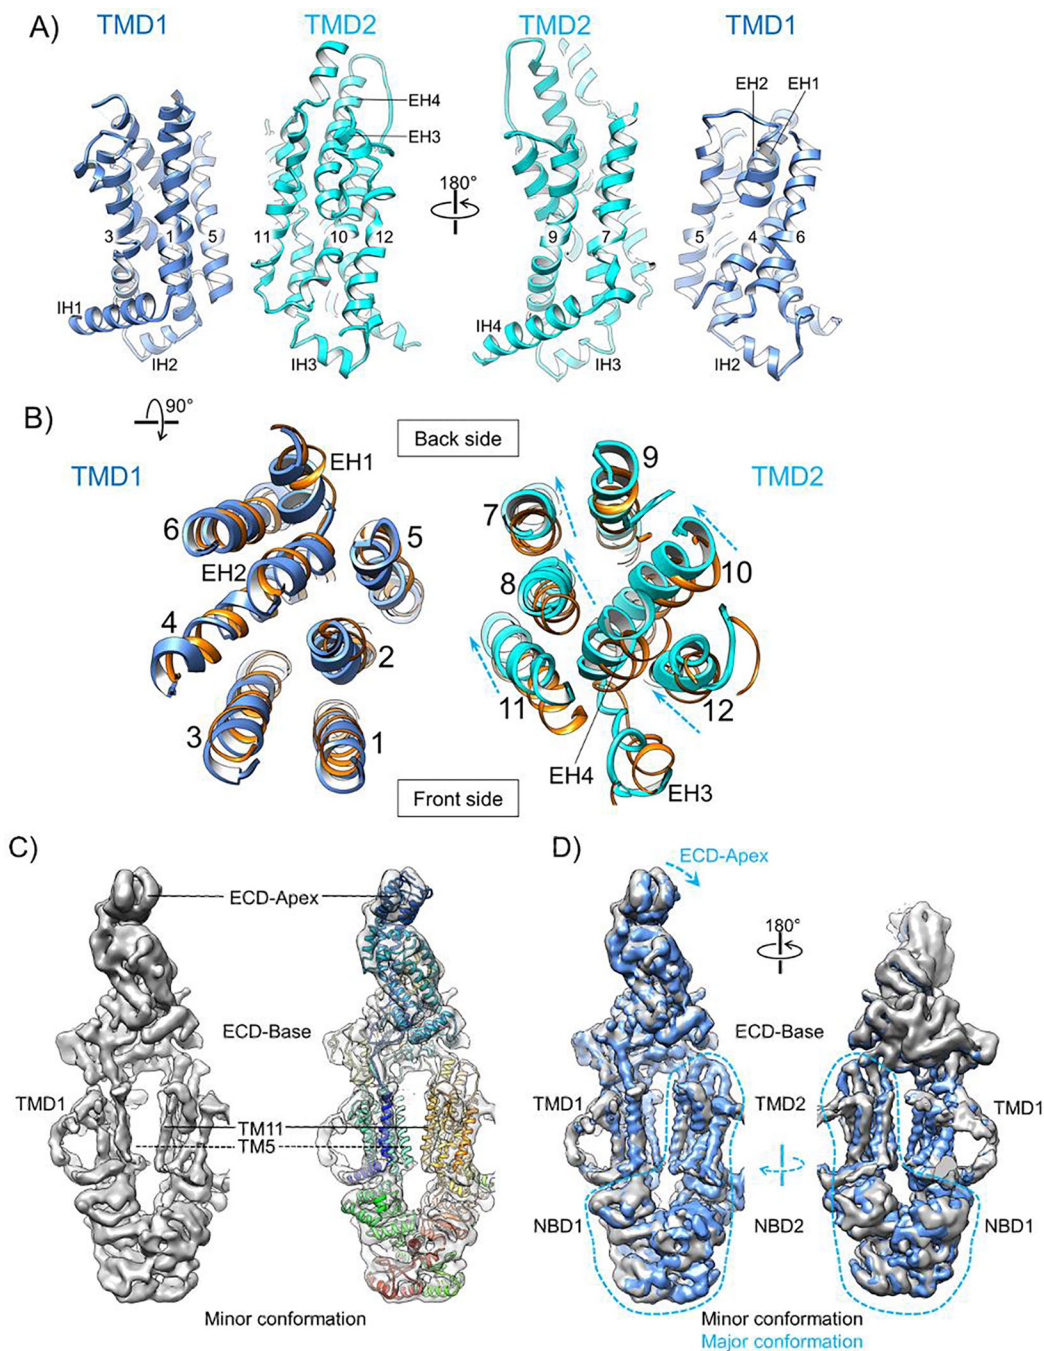 A)
TMD1
TMD2
TMD2
TMD1
EH4
EH3
EH2
EH1
180°
3
1
5
11
10
12
9
7
5
4
6
IH1
IH2
IH3
IH4
IH3
IH2
B)
90°
Back side
TMD1
TMD2
EH1
6
5
EH2
4
2
3
1
9
7
10
8
11
12
EH4
EH3
Front side
C)
ECD-Apex
ECD-Base
TMD1
TM11
TM5
Minor conformation
D)
ECD-Apex
180°
ECD-Base
TMD1
TMD2
TMD1
NBD1
NBD2
NBD1
Minor conformation
Major conformation